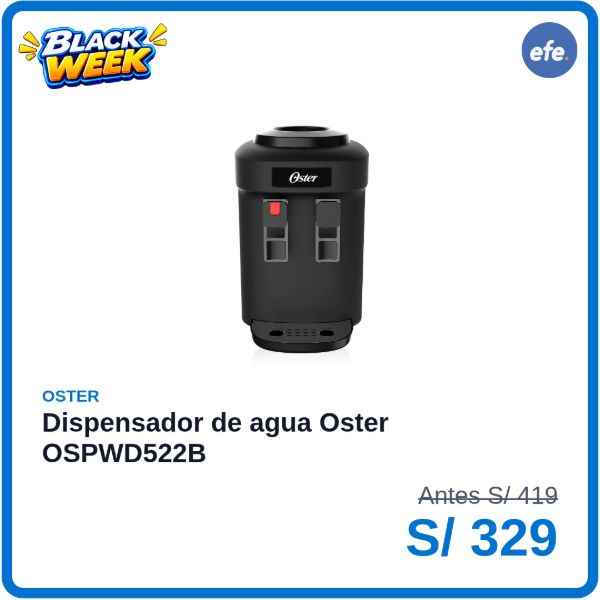 BLACK
WEEK
efe.
Oster
OSTER
Dispensador de agua Oster
OSPWD522B
Antes S/ 419
S/ 329